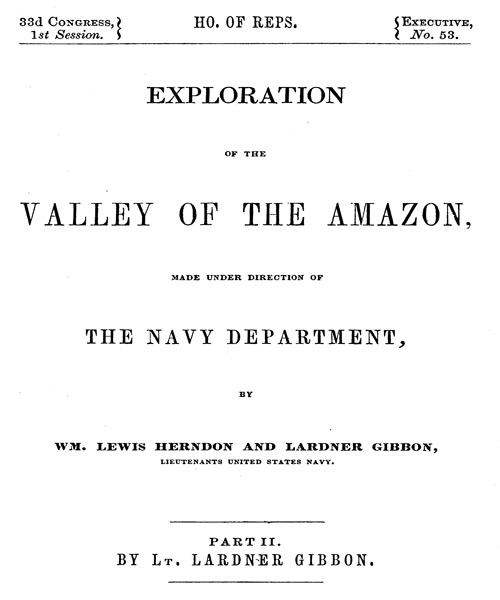 33d Congress, HO. OF REPS. Executive,
1st Session. No. 53.
EXPLORATION
OF THE
VALLEY OF THE AMAZON,
MADE UNDER DIRECTION OF
THE NAVY DEPARTMENT,
BY
WM. LEWIS HERNDON AND LARDNER GIBBON,
LIEUTENANTS UNITED STATES NAVY.
PART II.
BY Lt. LARDNER GIBBON.